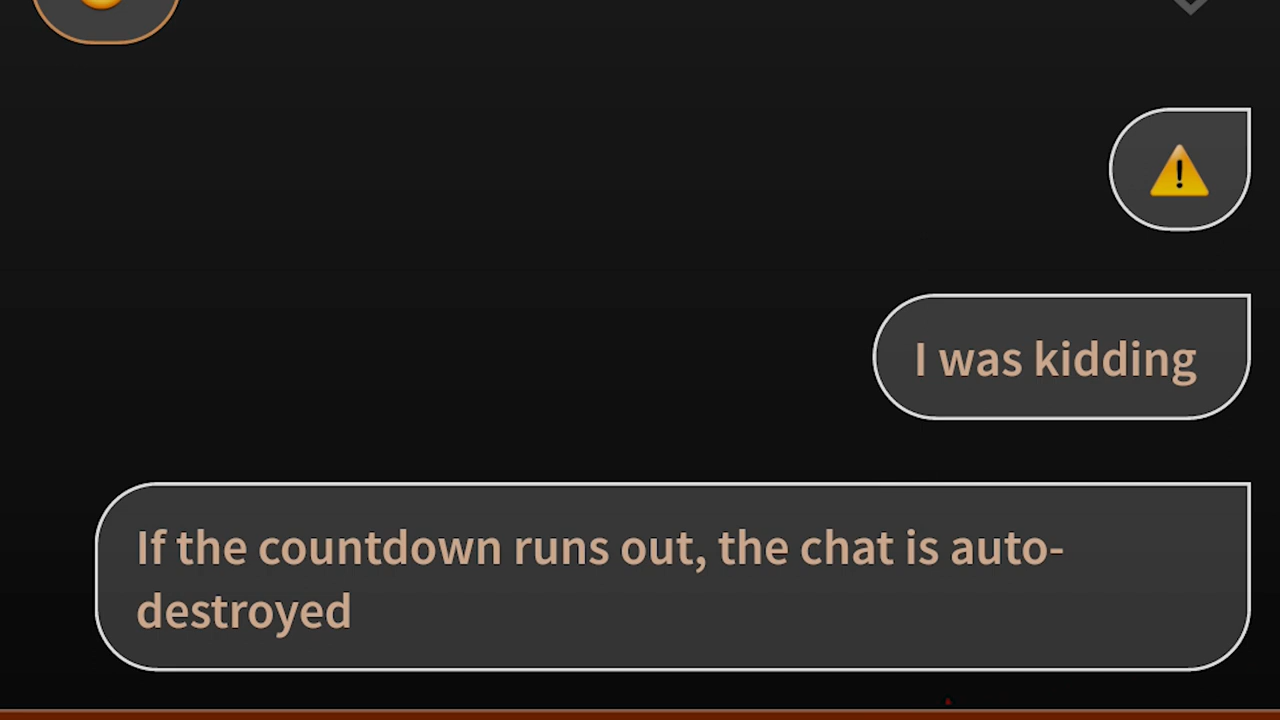 I was kidding
If the countdown runs out, the chat is auto-
destroyed